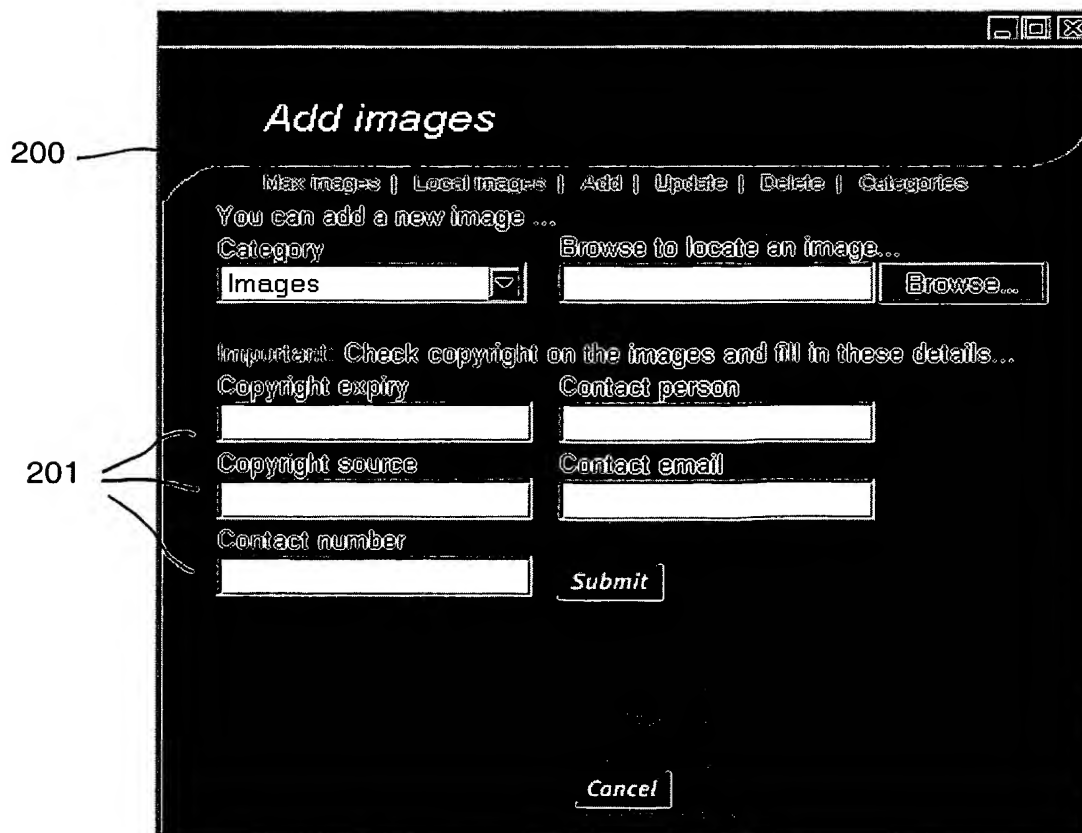 Add images
200
Max images | Local images | Add | Update | Delete | Categories
You can add a new image ...
Category Browse to locate an image...
Images Browse...
Important: Check copyright on the images and fill in these details...
Copyright expiry Contact person
201
Copyright source Contact email
Contact number
Submit
Cancel